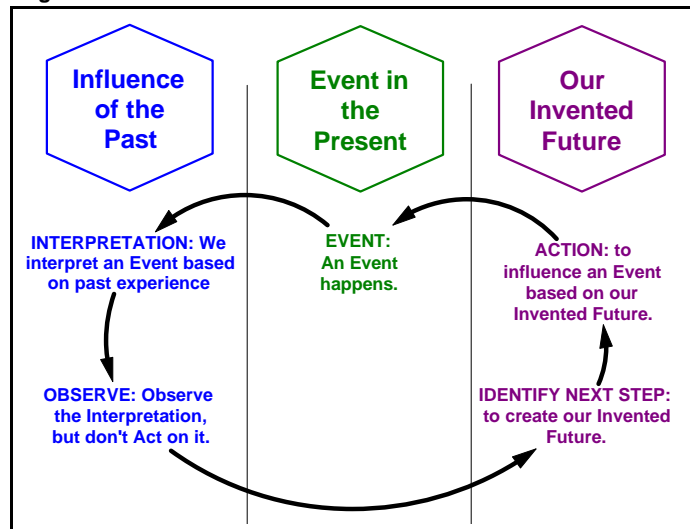 Influence
of the
Past
Event in
the
Present
Our
Invented
Future
INTERPRETATION: We
interpret an Event based
on past experience
EVENT:
An Event
happens.
ACTION: to
influence an Event
based on our
Invented Future.
OBSERVE: Observe
the Interpretation,
but don't Act on it.
IDENTIFY NEXT STEP:
to create our Invented
Future.